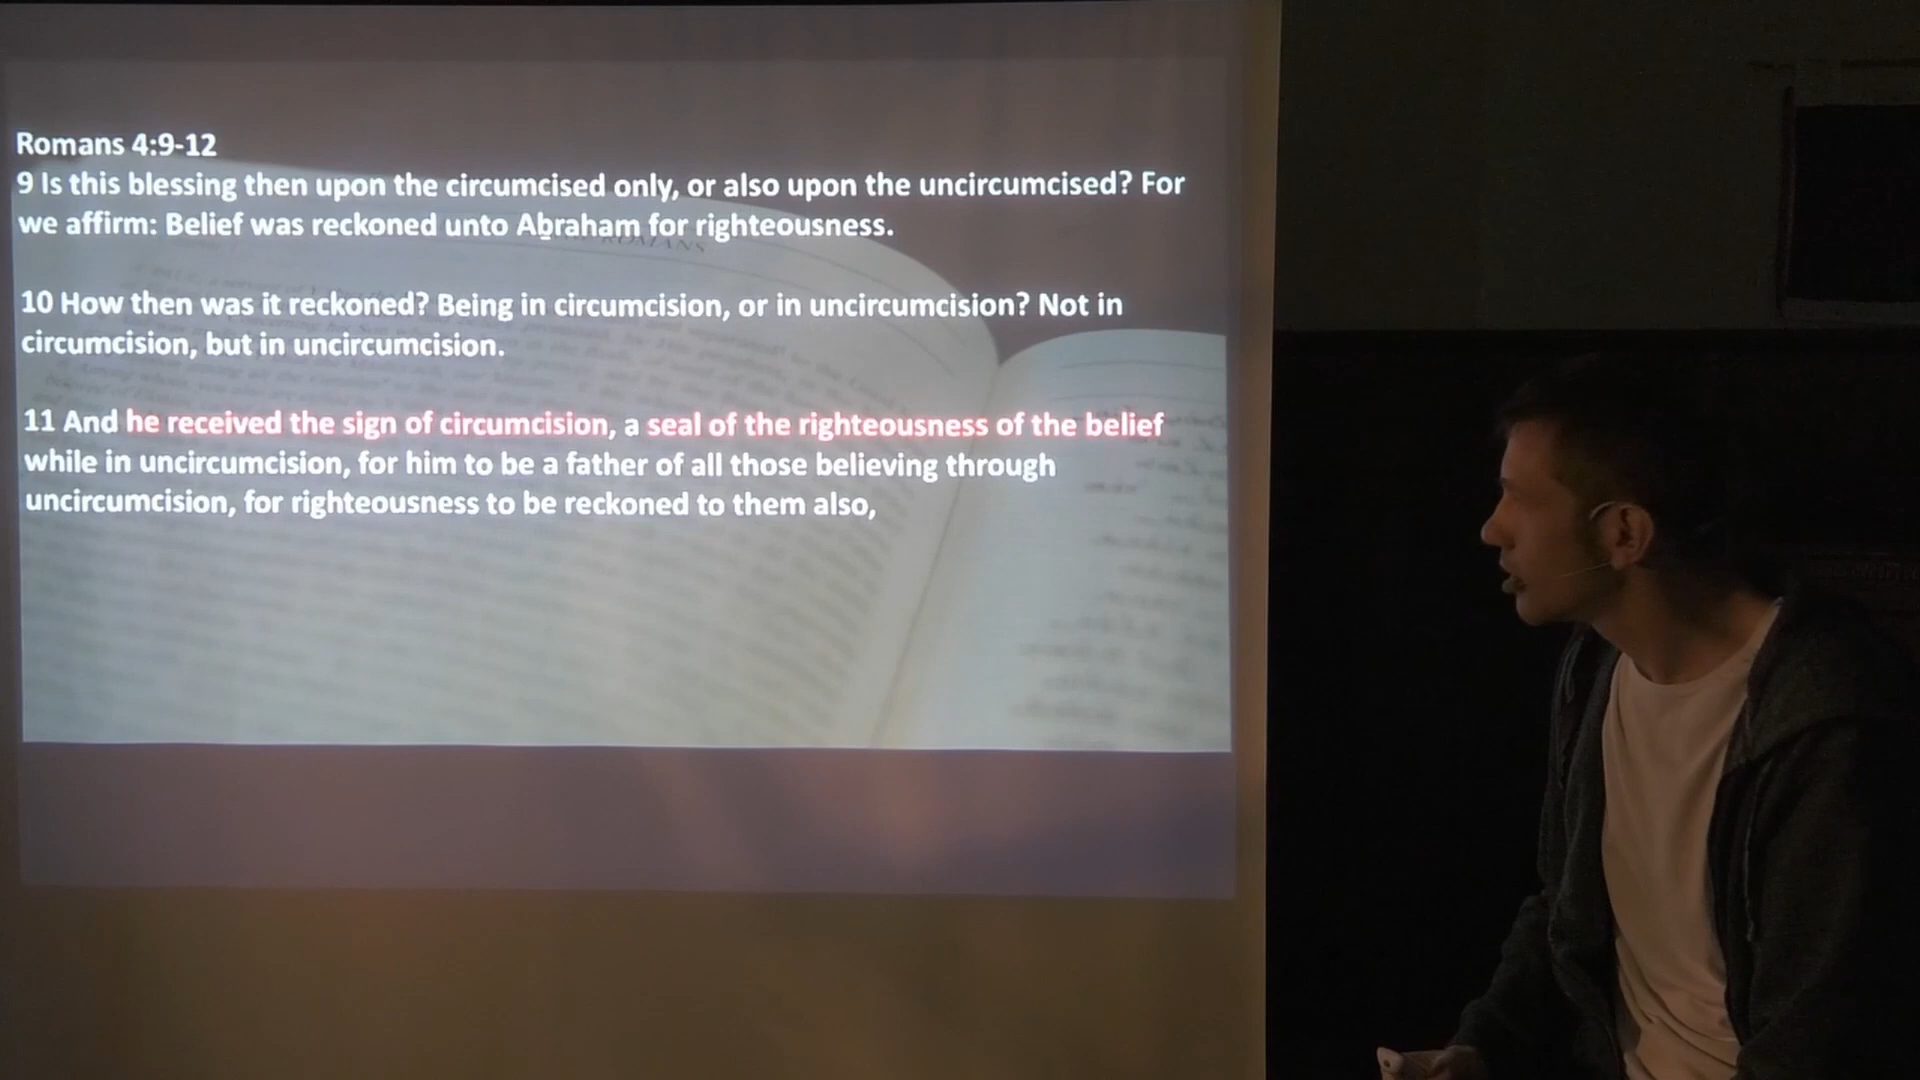 Romans 4:9-12
9 Is this blessing then upon the circumcised only, or also upon the uncircumcised? For
we affirm: Belief was reckoned unto Aḇraham for righteousness.
10 How then was it reckoned? Being in circumcision, or in uncircumcision? Not in
circumcision, but in uncircumcision.
11 And he received the sign of circumcision, a seal of the righteousness of the belief
while in uncircumcision, for him to be a father of all those believing through
uncircumcision, for righteousness to be reckoned to them also,
ROMANS